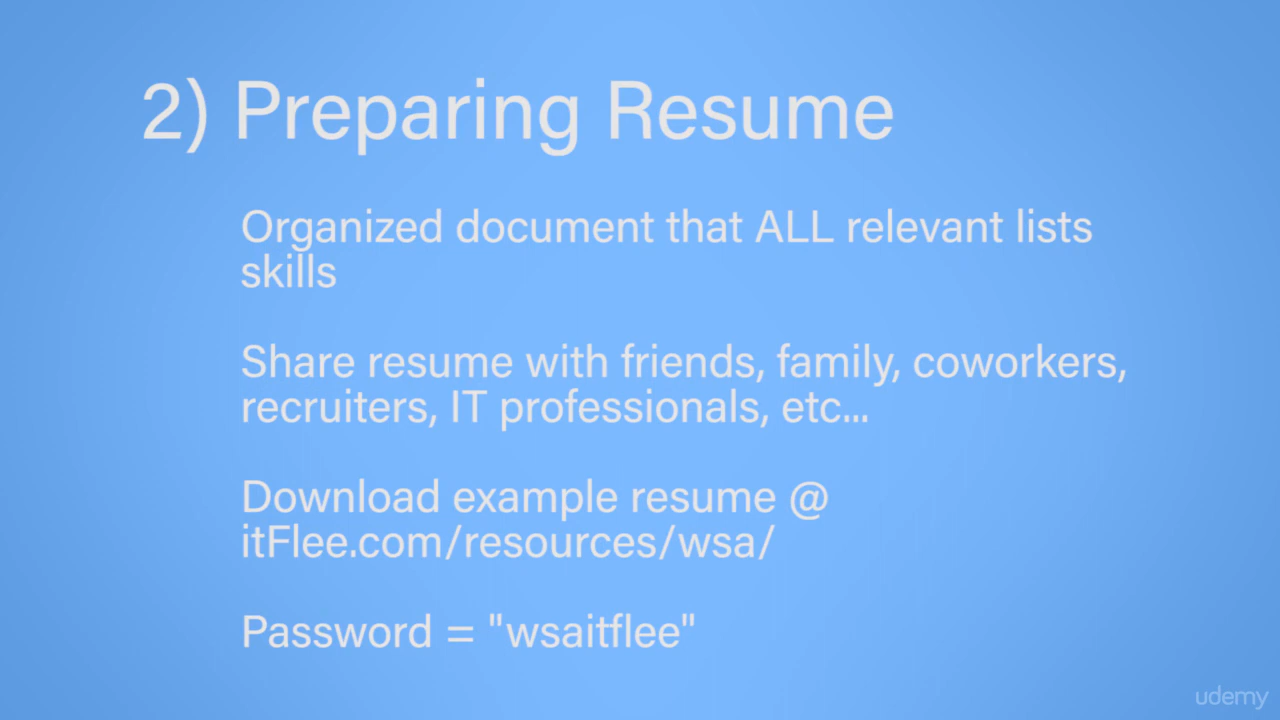 2) Preparing Resume
Organized document that ALL relevant lists
skills
Share resume with friends, family, coworkers,
recruiters, IT professionals, etc...
Download example resume @
itFlee.com/resources/wsa/
Password = "wsaitflee"
udemy